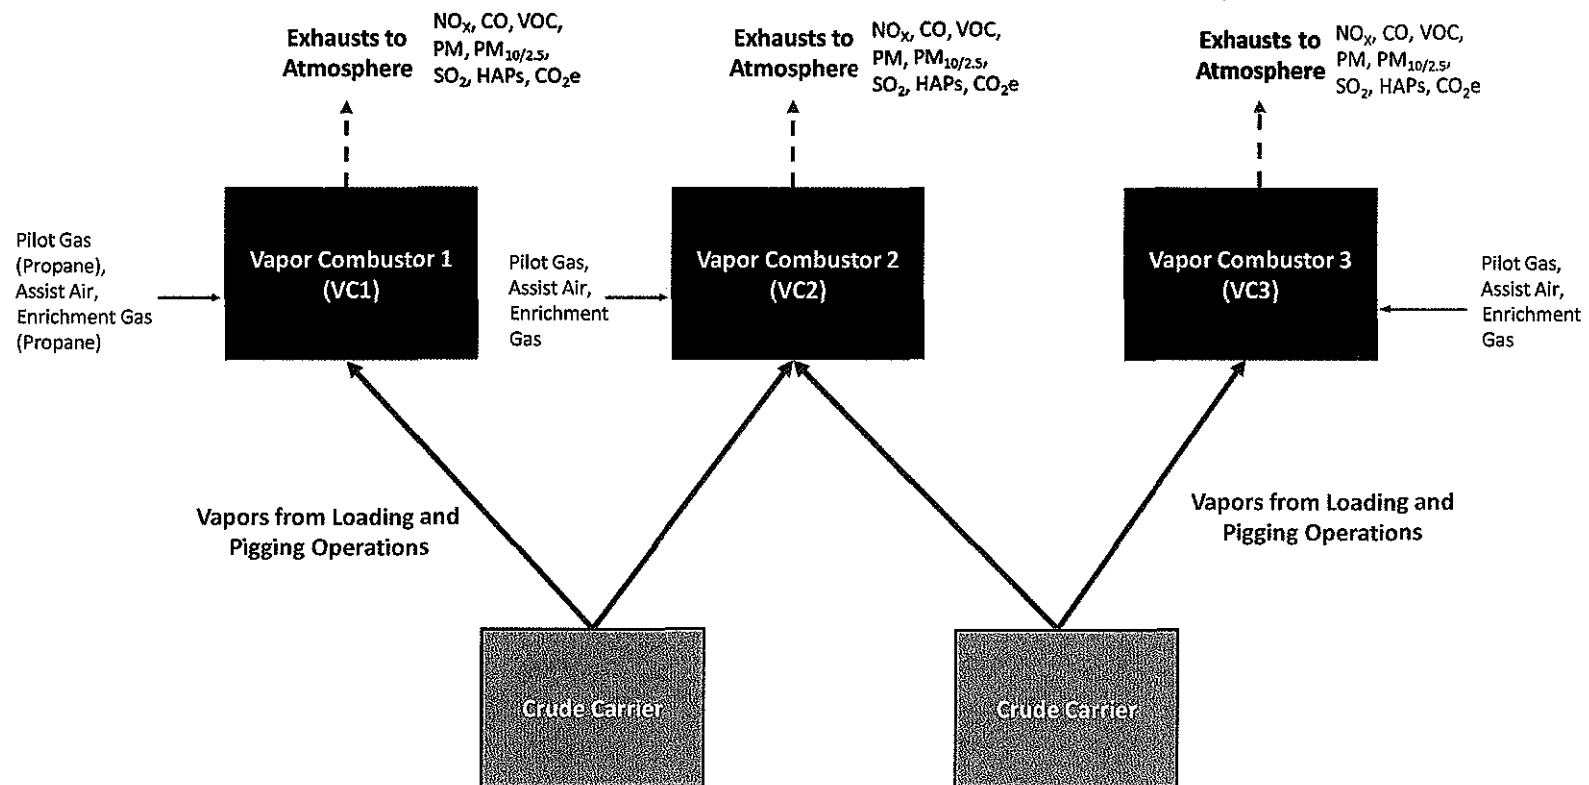 Exhausts to
Atmosphere
NOₓ, CO, VOC,
PM, PM₁₀/₂.₅,
SO₂, HAPs, CO₂e
Exhausts to
Atmosphere
NOₓ, CO, VOC,
PM, PM₁₀/₂.₅,
SO₂, HAPs, CO₂e
Exhausts to
Atmosphere
NOₓ, CO, VOC,
PM, PM₁₀/₂.₅,
SO₂, HAPs, CO₂e
Pilot Gas
(Propane),
Assist Air,
Enrichment Gas
(Propane)
Vapor Combustor 1
(VC1)
Pilot Gas,
Assist Air,
Enrichment
Gas
Vapor Combustor 2
(VC2)
Vapor Combustor 3
(VC3)
Pilot Gas,
Assist Air,
Enrichment
Gas
Vapors from Loading and
Pigging Operations
Vapors from Loading and
Pigging Operations
Crude Carrier
Crude Carrier